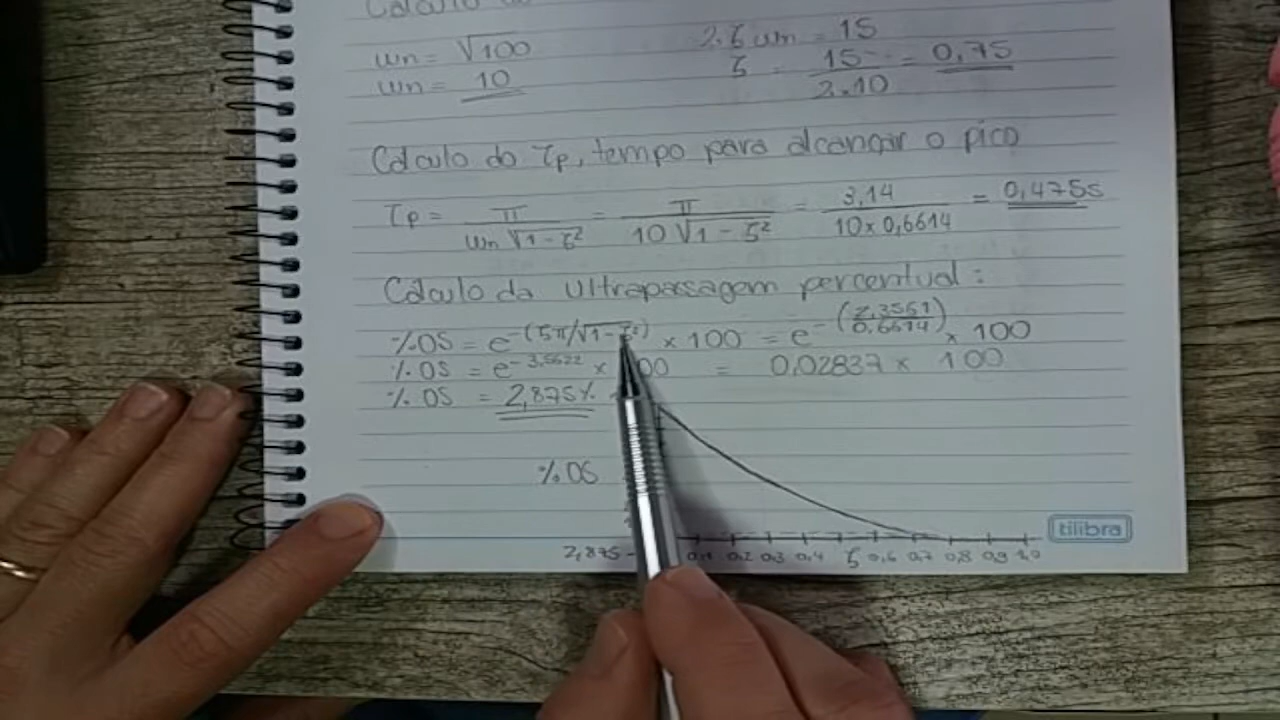 Calculo do
ωn = √100
ωn = 10
2.ζ ωn = 15
ζ = 15 / 2.10 = 0,75
Cálculo do Tp, tempo para alcançar o pico
Tp = π / ωn √1-ζ² = π / 10 √1-ζ² = 3,14 / 10x0,6614 = 0,475s
Cálculo da Ultrapassagem percentual:
%OS = e^-(ζπ/√1-ζ²) x 100 = e^-(2,3561/0,6614) x 100
%OS = e^-3,5622 x 100 = 0,02837 x 100
%OS = 2,875%
%OS
tilibra
2,875 0,1 0,2 0,3 0,4 ζ 0,6 0,7 0,8 0,9 1,0